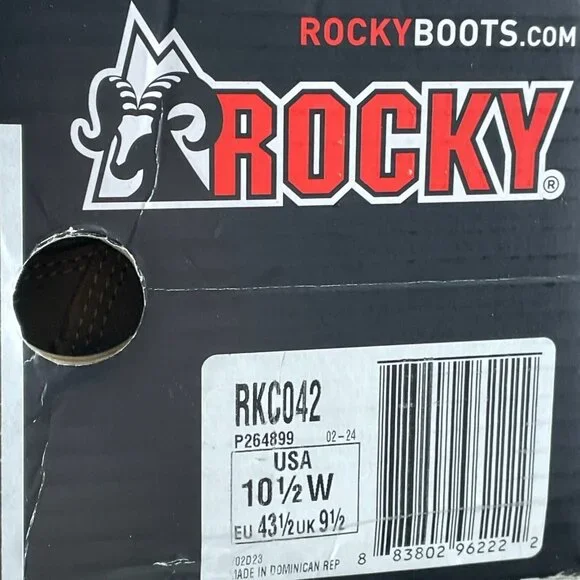 ROCKYBOOTS.COM
ROCKY®
RKC042
P264899 02-24
USA
10½ W
EU 43½ UK 9½
02D23
MADE IN DOMINICAN REP
8 83802 96222 2